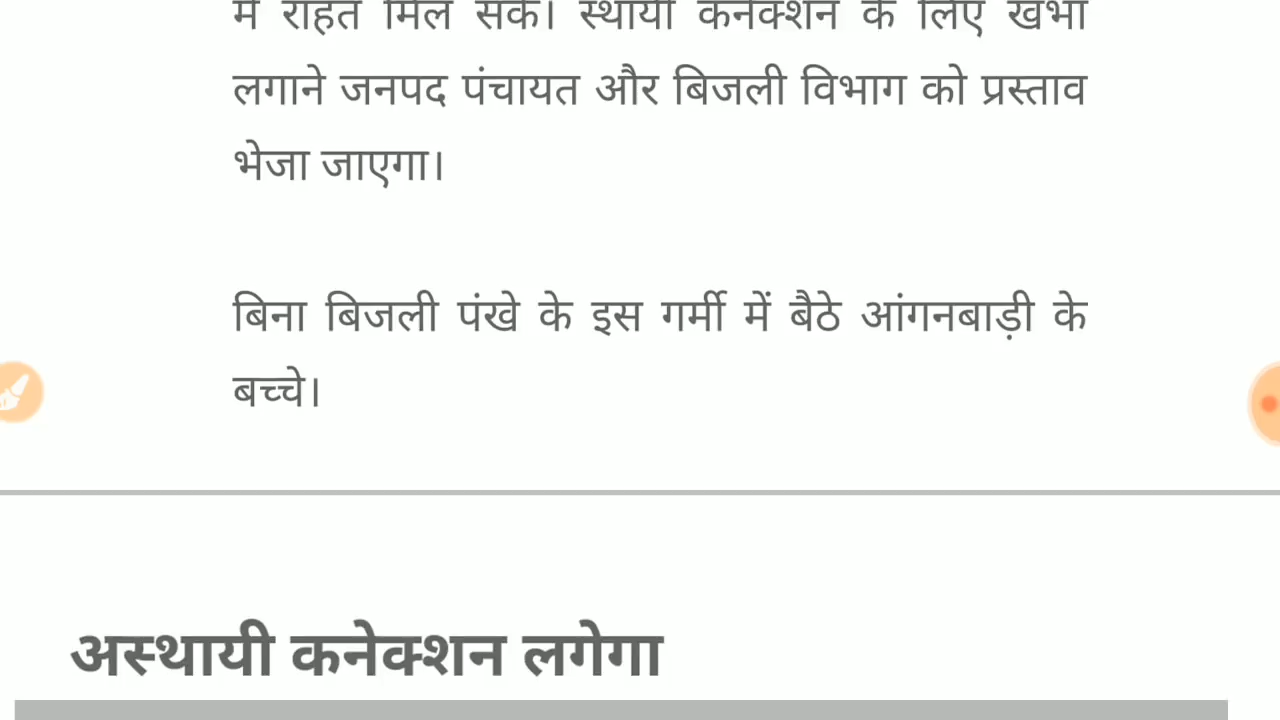 में राहत मिल सके। स्थायी कनेक्शन के लिए खंभा
लगाने जनपद पंचायत और बिजली विभाग को प्रस्ताव
भेजा जाएगा।
बिना बिजली पंखे के इस गर्मी में बैठे आंगनबाड़ी के
बच्चे।
अस्थायी कनेक्शन लगेगा